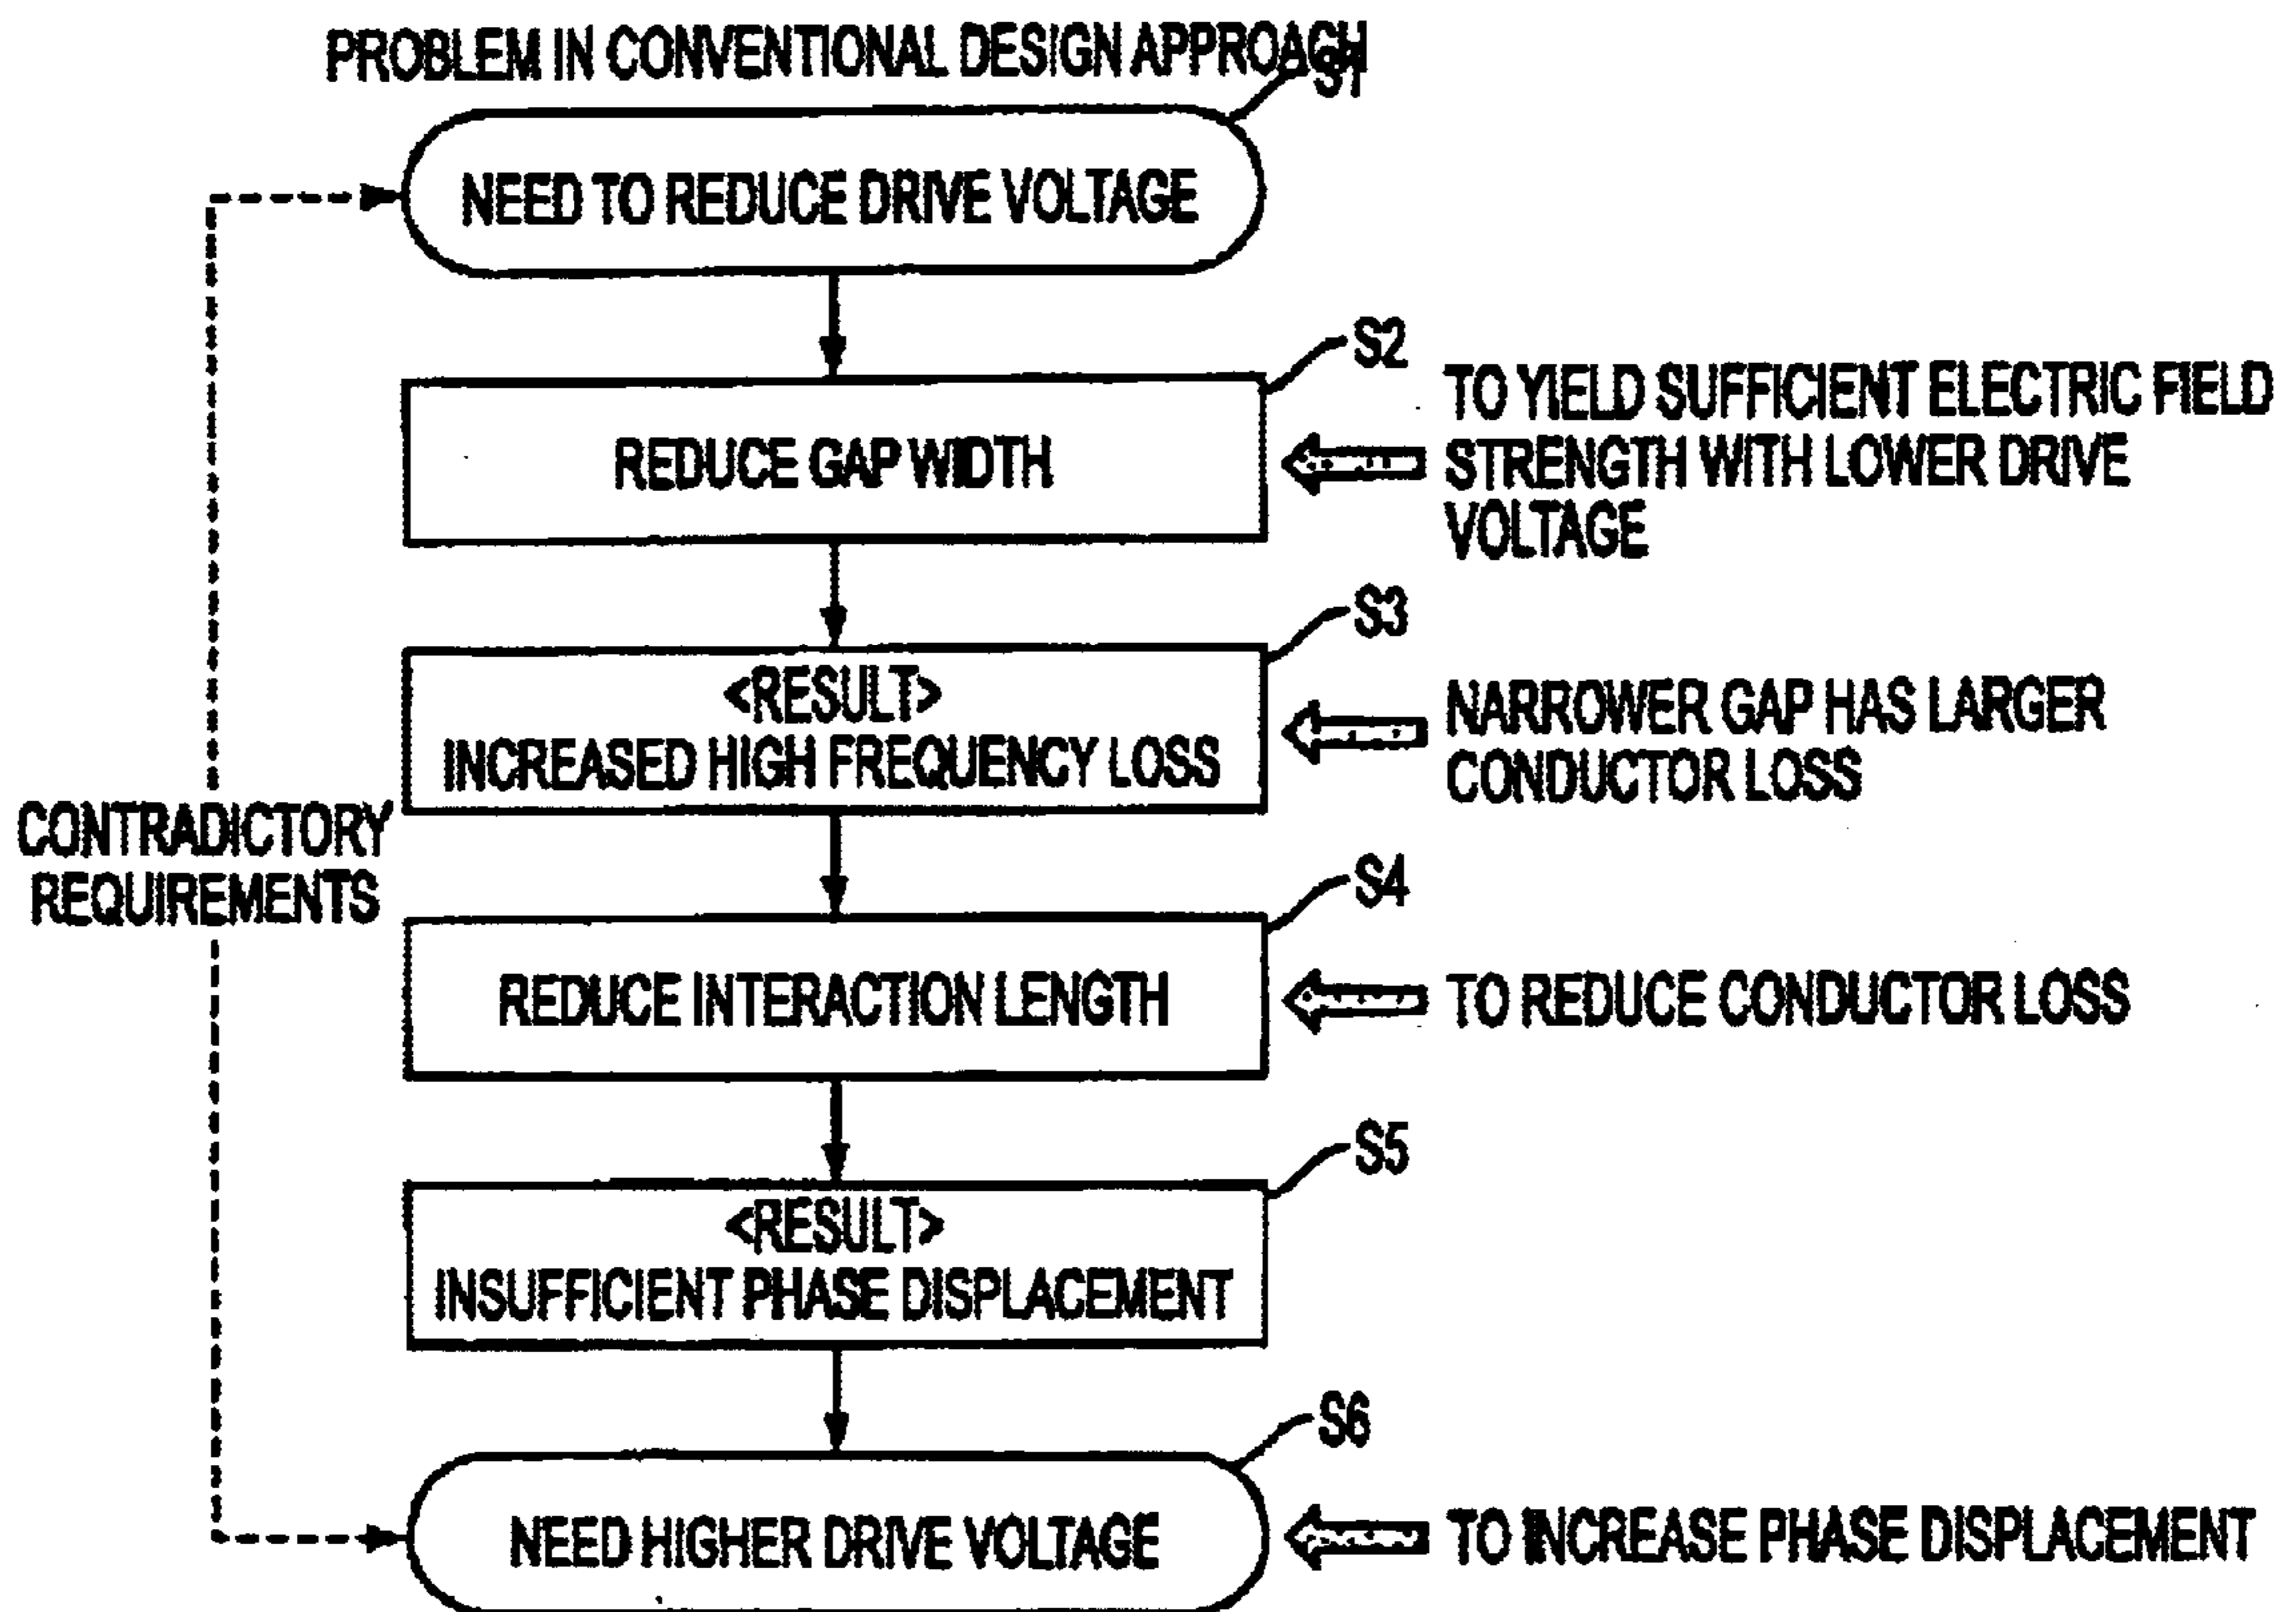 PROBLEM IN CONVENTIONAL DESIGN APPROACH
S1
NEED TO REDUCE DRIVE VOLTAGE
S2
REDUCE GAP WIDTH
TO YIELD SUFFICIENT ELECTRIC FIELD
STRENGTH WITH LOWER DRIVE
VOLTAGE
S3
<RESULT>
INCREASED HIGH FREQUENCY LOSS
NARROWER GAP HAS LARGER
CONDUCTOR LOSS
CONTRADICTORY
REQUIREMENTS
S4
REDUCE INTERACTION LENGTH
TO REDUCE CONDUCTOR LOSS
S5
<RESULT>
INSUFFICIENT PHASE DISPLACEMENT
S6
NEED HIGHER DRIVE VOLTAGE
TO INCREASE PHASE DISPLACEMENT